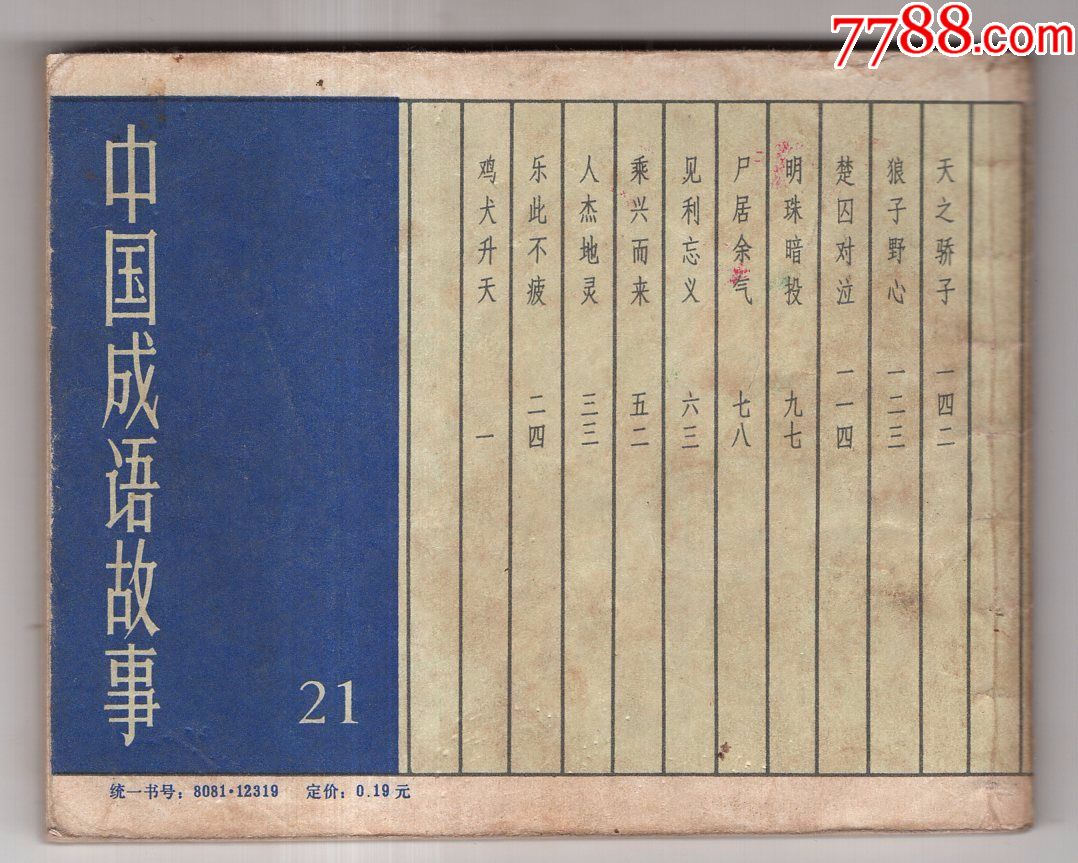 7788.com
中国成语故事
21
鸡犬升天 一
乐此不疲 二四
人杰地灵 三三
乘兴而来 五二
见利忘义 六三
尸居余气 七八
明珠暗投 九七
楚囚对泣 一一四
狼子野心 一二三
天之骄子 一四二
统一书号：8081·12319 定价：0.19元